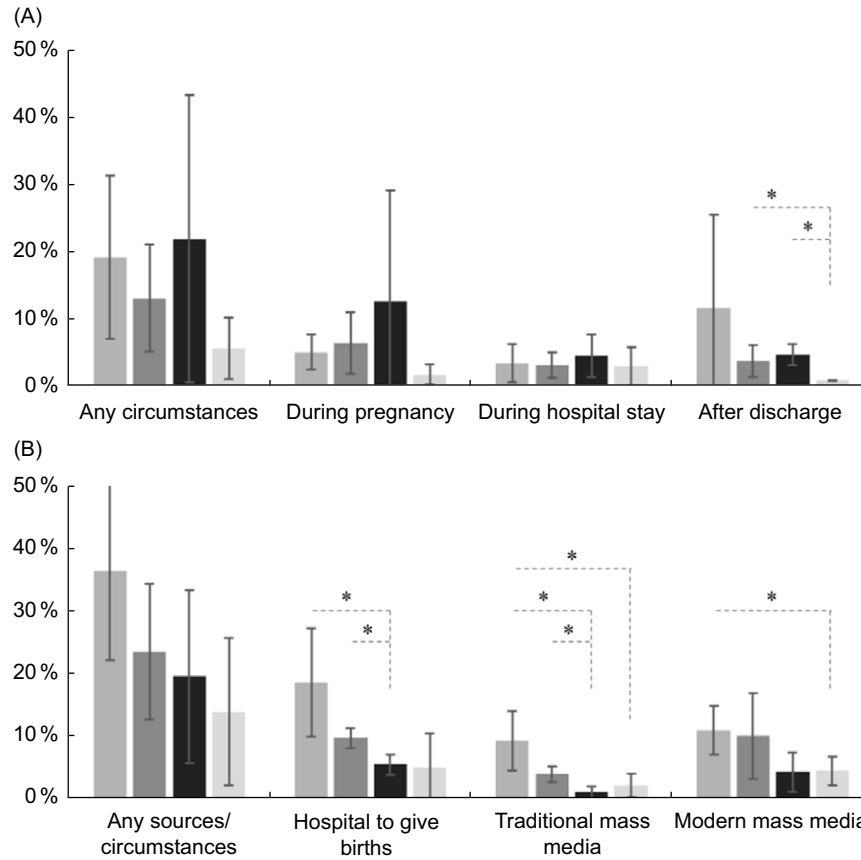 (A)
50 %
40 %
30 %
20 %
10 %
0 %
Any circumstances
During pregnancy
During hospital stay
After discharge
*
*
(B)
50 %
40 %
30 %
20 %
10 %
0 %
*
*
*
*
*
*
Any sources/
circumstances
Hospital to give
births
Traditional mass
media
Modern mass media